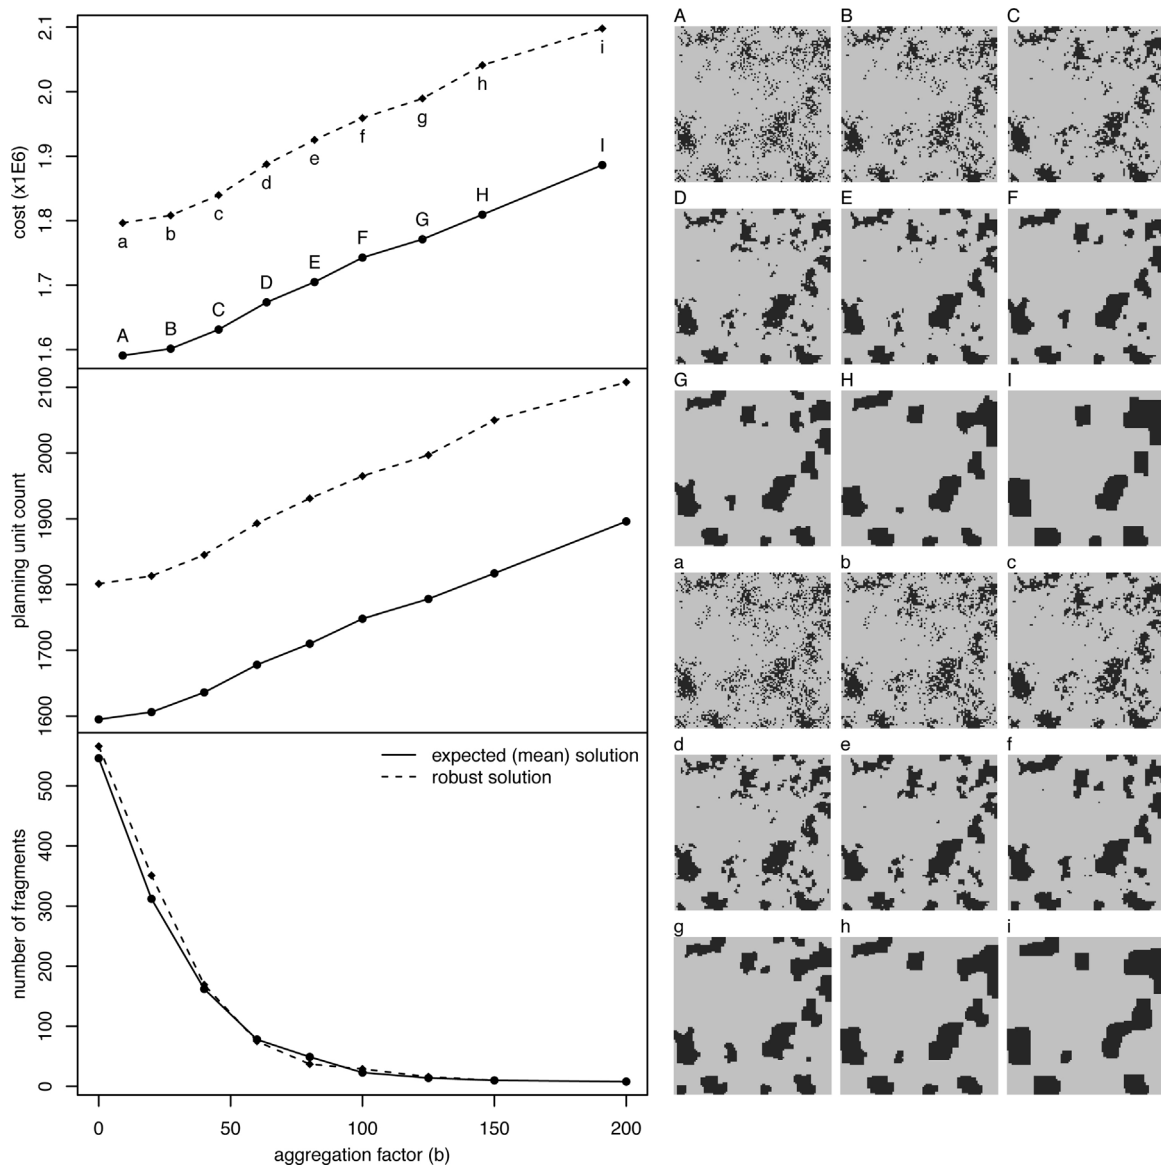 cost (x1E6)
2.1
2.0
1.9
1.8
1.7
1.6
a
b
c
d
e
f
g
h
i
A
B
C
D
E
F
G
H
I
planning unit count
2100
2000
1900
1800
1700
1600
number of fragments
500
400
300
200
100
0
expected (mean) solution
robust solution
0 50 100 150 200
aggregation factor (b)
A B C
D E F
G H I
a b c
d e f
g h i